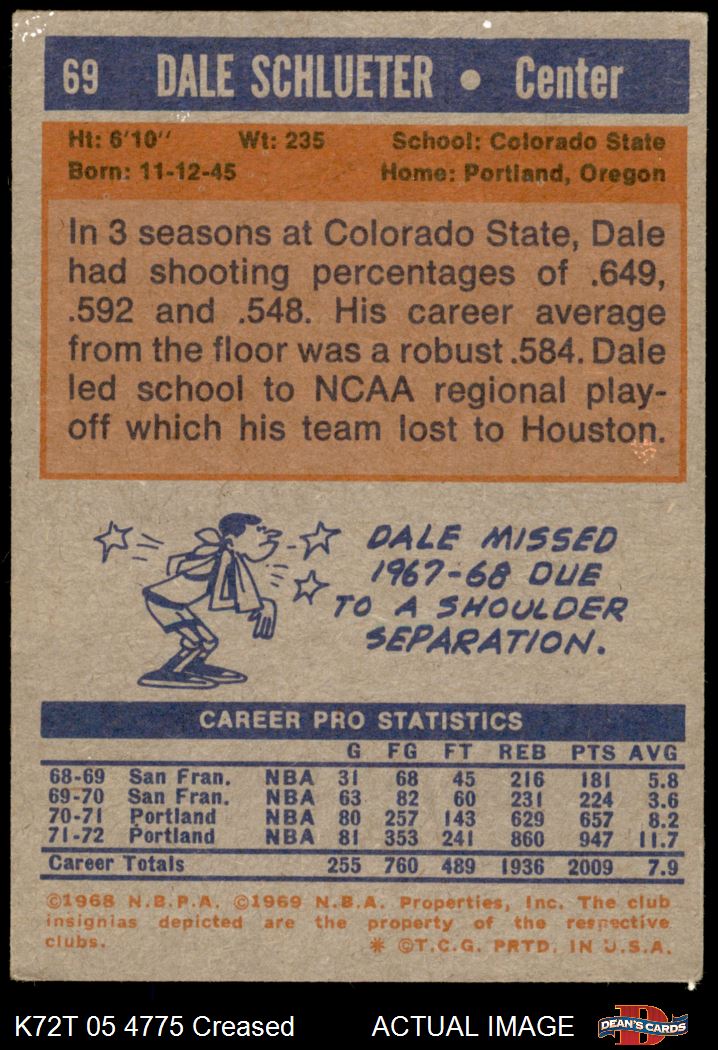 69 DALE SCHLUETER • Center
Ht: 6'10" Wt: 235 School: Colorado State
Born: 11-12-45 Home: Portland, Oregon
In 3 seasons at Colorado State, Dale
had shooting percentages of .649,
.592 and .548. His career average
from the floor was a robust .584. Dale
led school to NCAA regional play-
off which his team lost to Houston.
DALE MISSED
1967-68 DUE
TO A SHOULDER
SEPARATION.
CAREER PRO STATISTICS
G FG FT REB PTS AVG
68-69 San Fran. NBA 31 68 45 216 181 5.8
69-70 San Fran. NBA 63 82 60 231 224 3.6
70-71 Portland NBA 80 257 143 629 657 8.2
71-72 Portland NBA 81 353 241 860 947 11.7
Career Totals 255 760 489 1936 2009 7.9
©1968 N.B.P.A. ©1969 N.B.A. Properties, Inc. The club
insignias depicted are the property of the respective
clubs. * ©T.C.G. PRTD. IN U.S.A.
K72T 05 4775 Creased ACTUAL IMAGE D DEAN'S CARDS